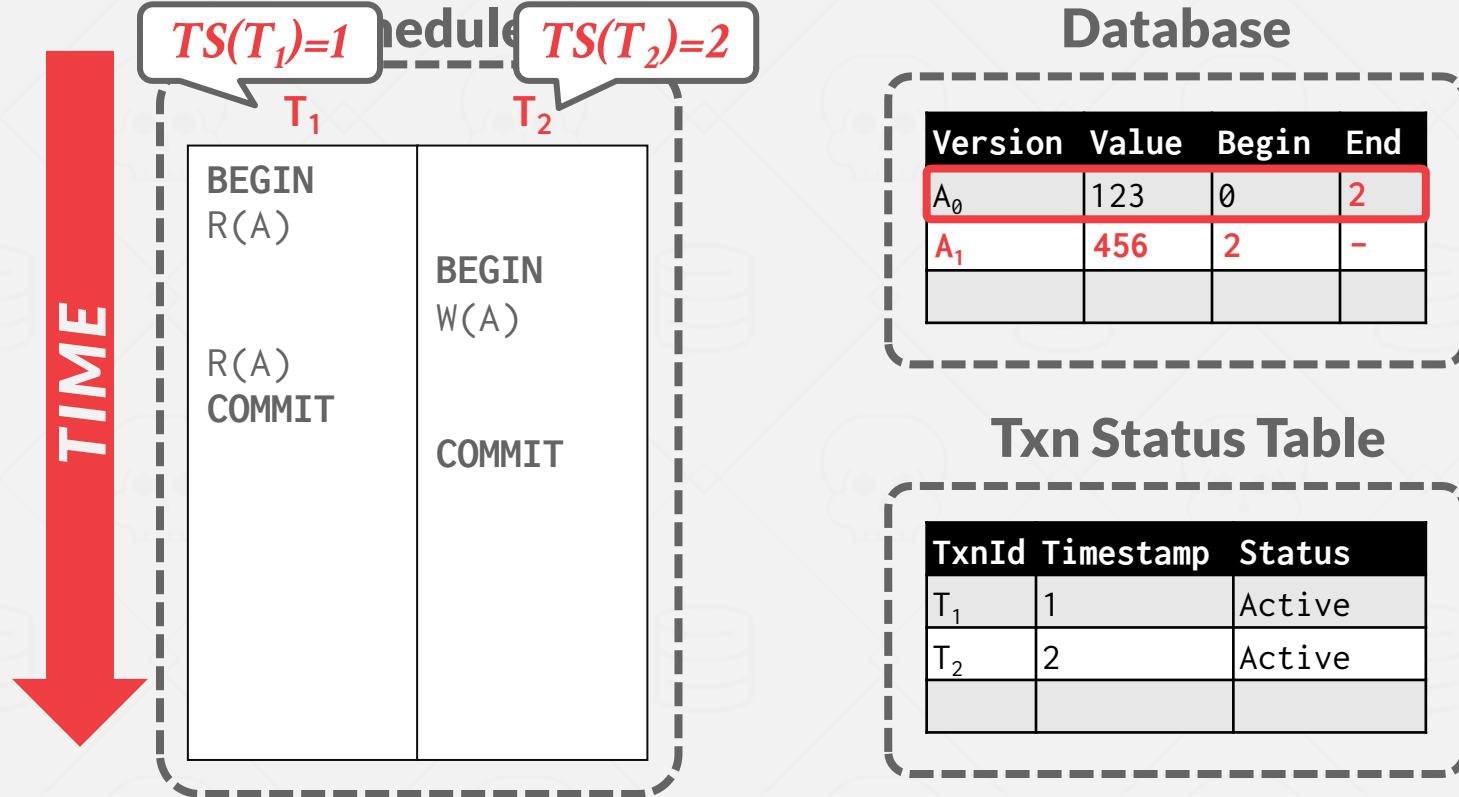 TS(T₁)=1
hedule
TS(T₂)=2
T₁
T₂
TIME
BEGIN
R(A)
BEGIN
W(A)
R(A)
COMMIT
COMMIT
Database
Version Value Begin End
A₀ 123 0 2
A₁ 456 2 -
Txn Status Table
TxnId Timestamp Status
T₁ 1 Active
T₂ 2 Active